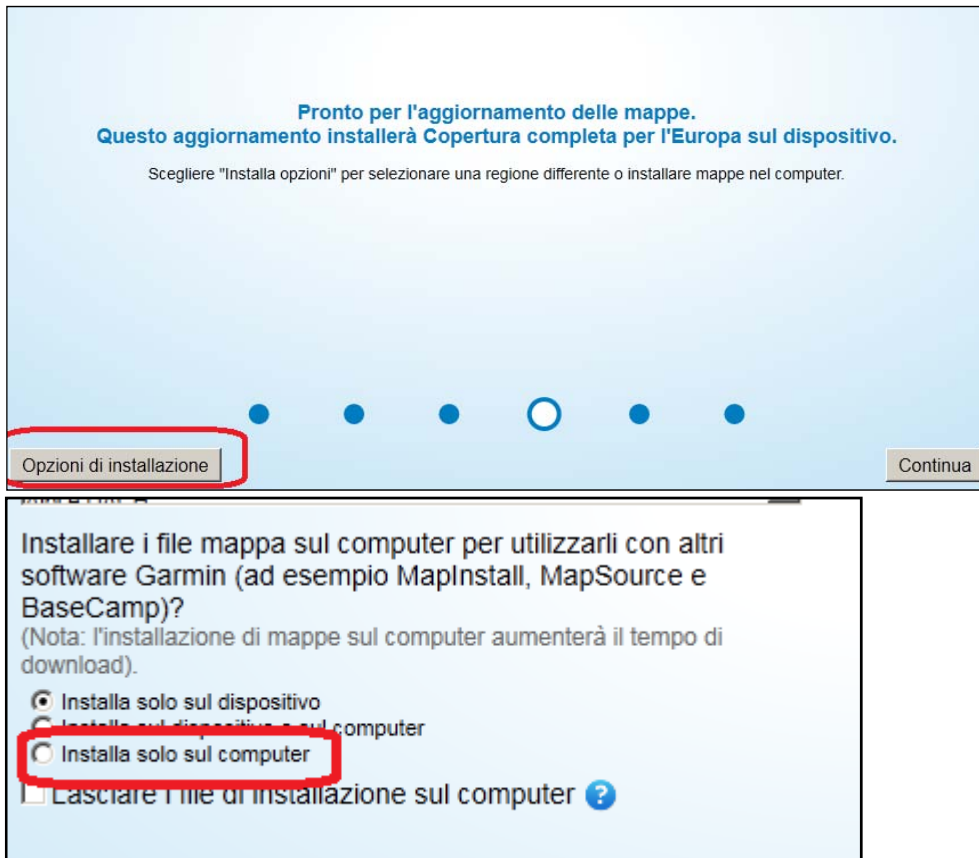 Pronto per l'aggiornamento delle mappe.
Questo aggiornamento installerà Copertura completa per l'Europa sul dispositivo.
Scegliere "Installa opzioni" per selezionare una regione differente o installare mappe nel computer.
Opzioni di installazione
Continua
Installare i file mappa sul computer per utilizzarli con altri
software Garmin (ad esempio MapInstall, MapSource e
BaseCamp)?
(Nota: l'installazione di mappe sul computer aumenterà il tempo di
download).
Installa solo sul dispositivo
Installa sul dispositivo e sul computer
Installa solo sul computer
Lasciare i file di installazione sul computer